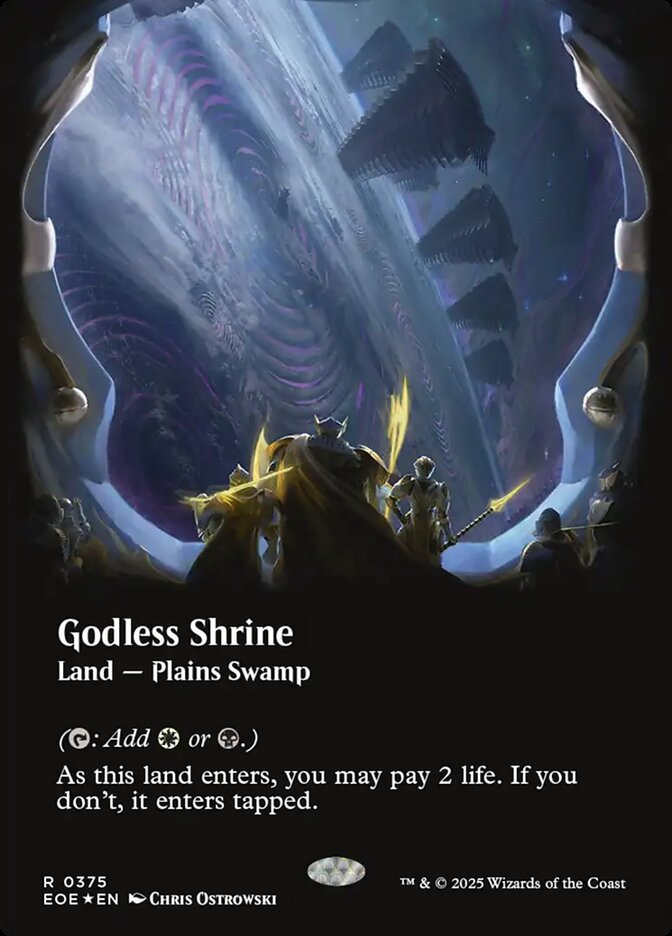 Godless Shrine
Land — Plains Swamp
(: Add or .)
As this land enters, you may pay 2 life. If you
don't, it enters tapped.
R 0375
EOE★EN Chris Ostrowski
™ & © 2025 Wizards of the Coast